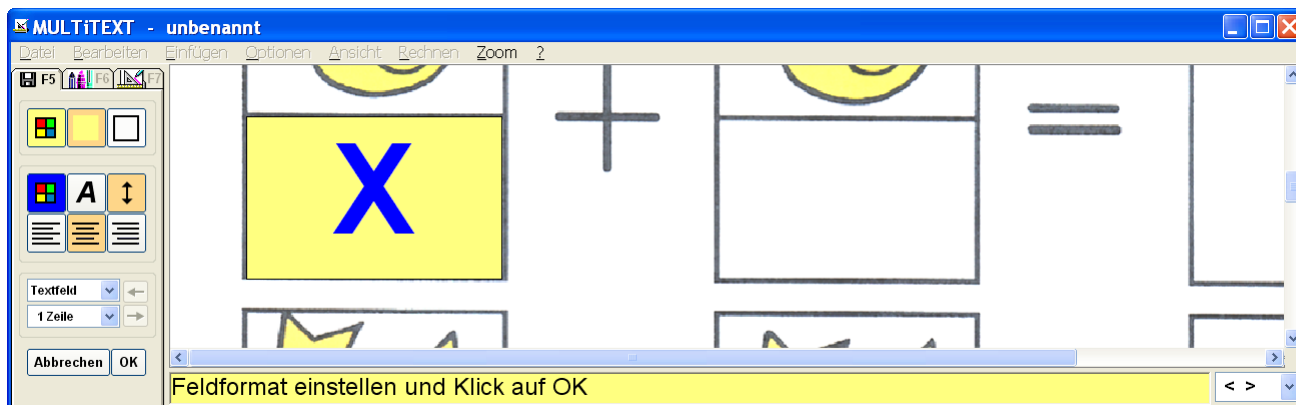 MULTiTEXT - unbenannt
Datei Bearbeiten Einfügen Optionen Ansicht Rechnen Zoom ?
F5 F6 F7
X
+ =
A
Textfeld
1 Zeile
Abbrechen OK
Feldformat einstellen und Klick auf OK
< >